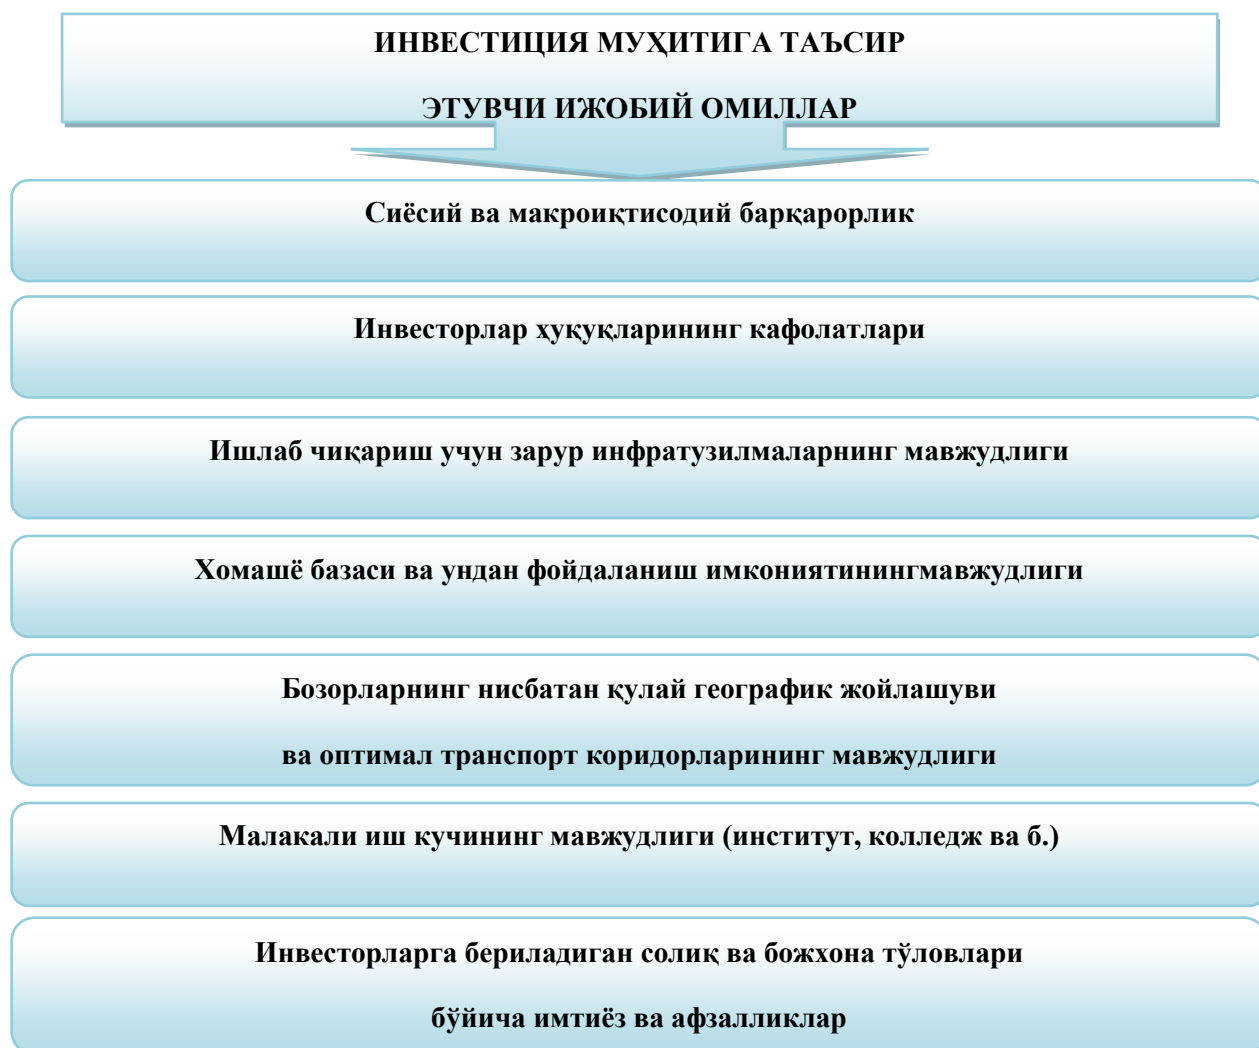 ИНВЕСТИЦИЯ МУҲИТИГА ТАЪСИР
ЭТУВЧИ ИЖОБИЙ ОМИЛЛАР
Сиёсий ва макроиқтисодий барқарорлик
Инвесторлар ҳуқуқларининг кафолатлари
Ишлаб чиқариш учун зарур инфратузилмаларнинг мавжудлиги
Хомашё базаси ва ундан фойдаланиш имкониятинингмавжудлиги
Бозорларнинг нисбатан қулай географик жойлашуви
ва оптимал транспорт коридорларининг мавжудлиги
Малакали иш кучининг мавжудлиги (институт, колледж ва б.)
Инвесторларга бериладиган солиқ ва божхона тўловлари
бўйича имтиёз ва афзалликлар